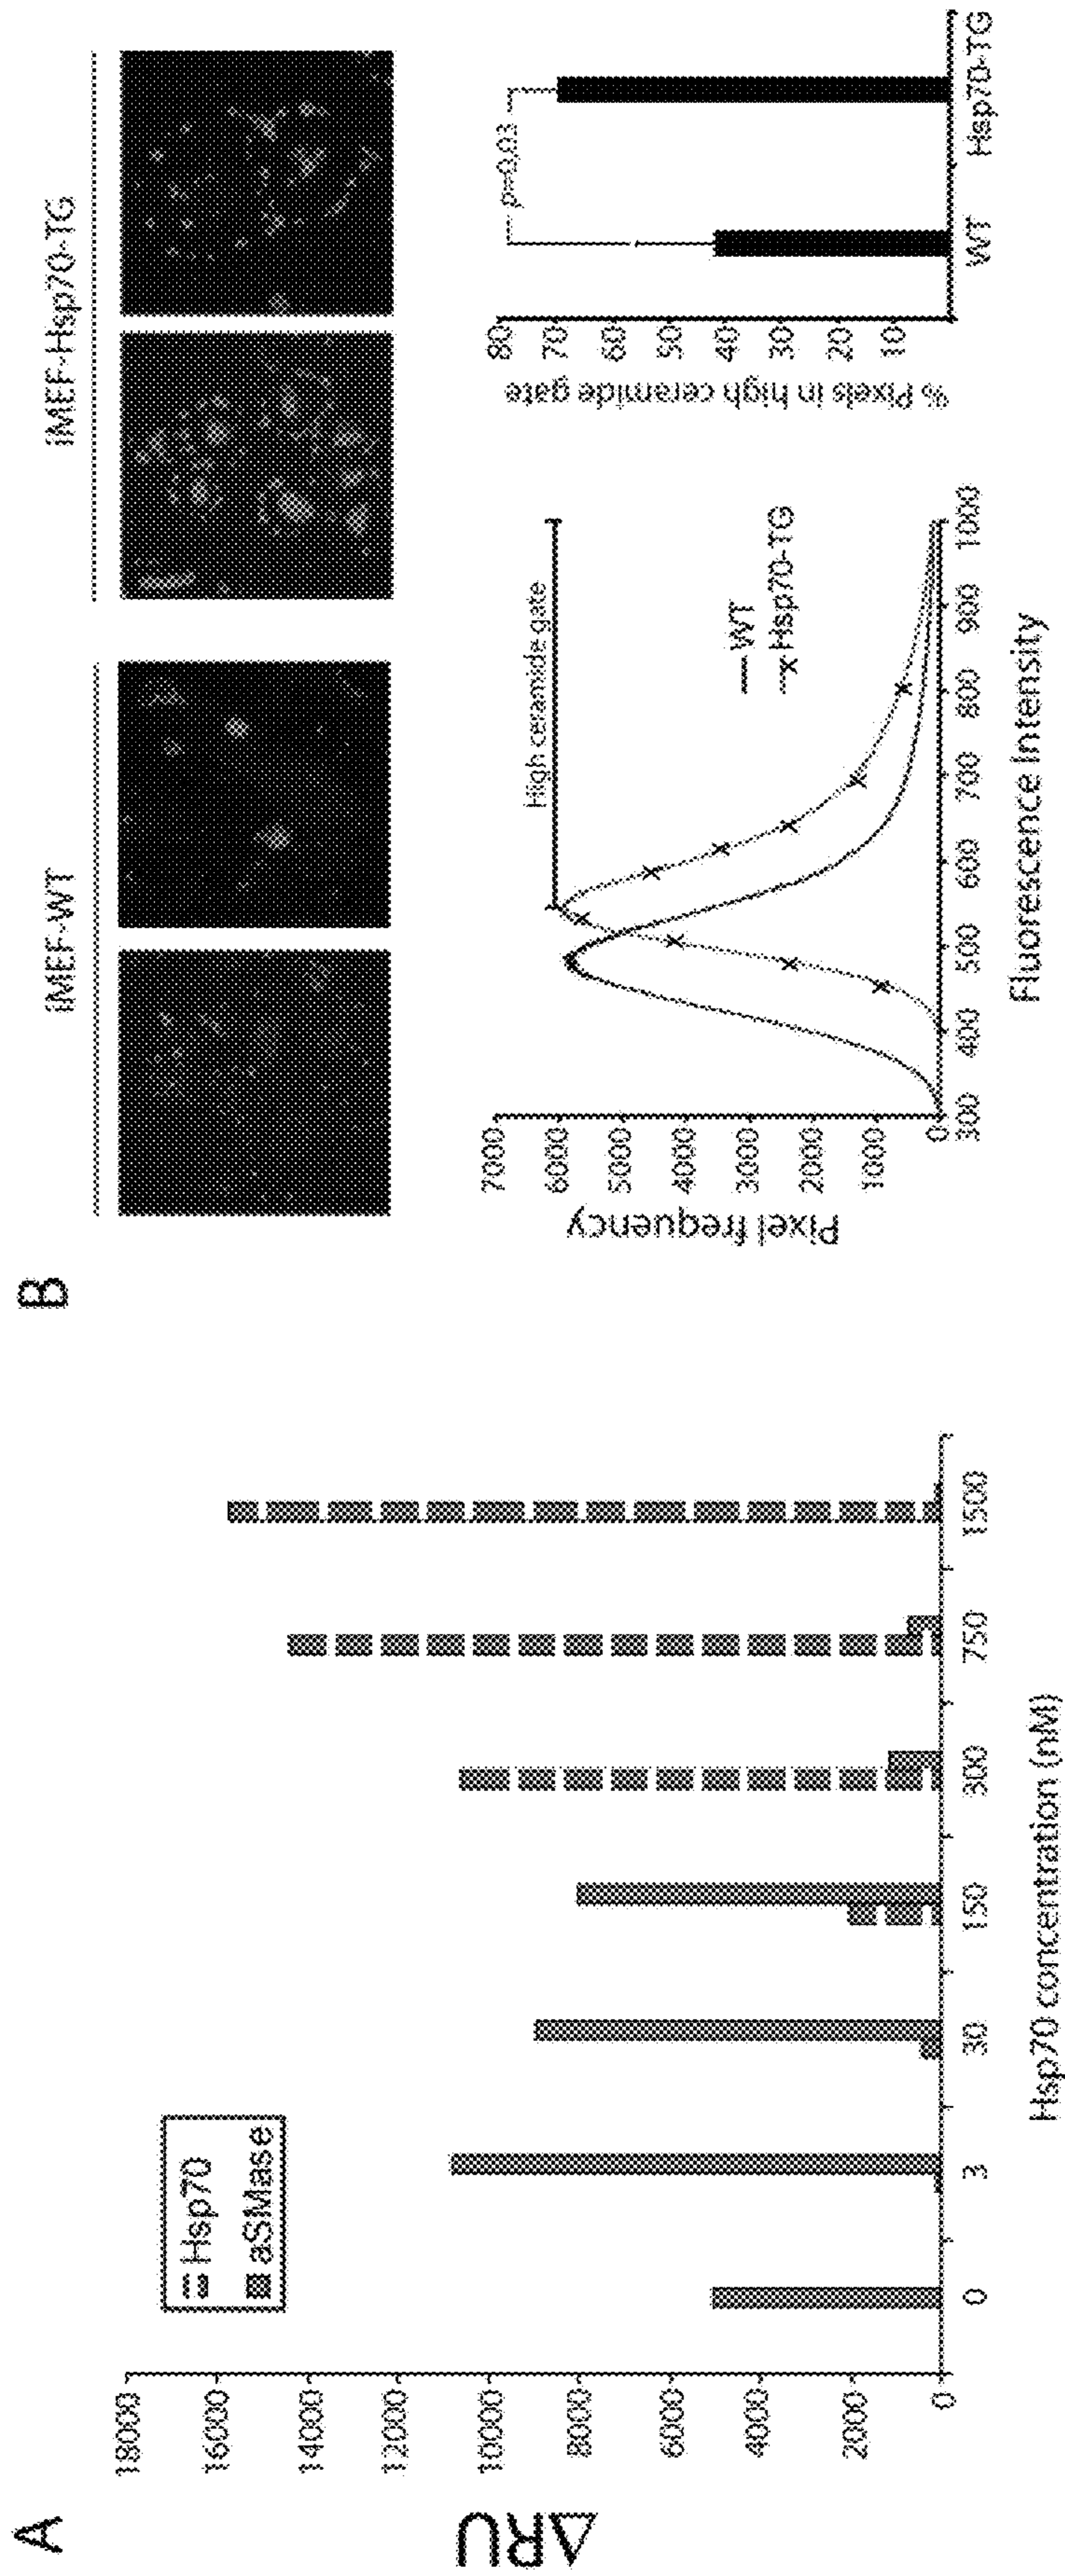 A
ΔRU
18000
16000
14000
12000
10000
8000
6000
4000
2000
0
Hsp70
aSMase
0 3 30 150 300 750 1500
Hsp70 concentration (nM)
B
iMEF-WT
iMEF-Hsp70-TG
Pixel frequency
7000
6000
5000
4000
3000
2000
1000
0
High ceramide gate
WT
Hsp70-TG
300 400 500 600 700 800 900 1000
Fluorescence Intensity
% Pixels in high ceramide gate
80
70
60
50
40
30
20
10
p=0.03
WT Hsp70-TG